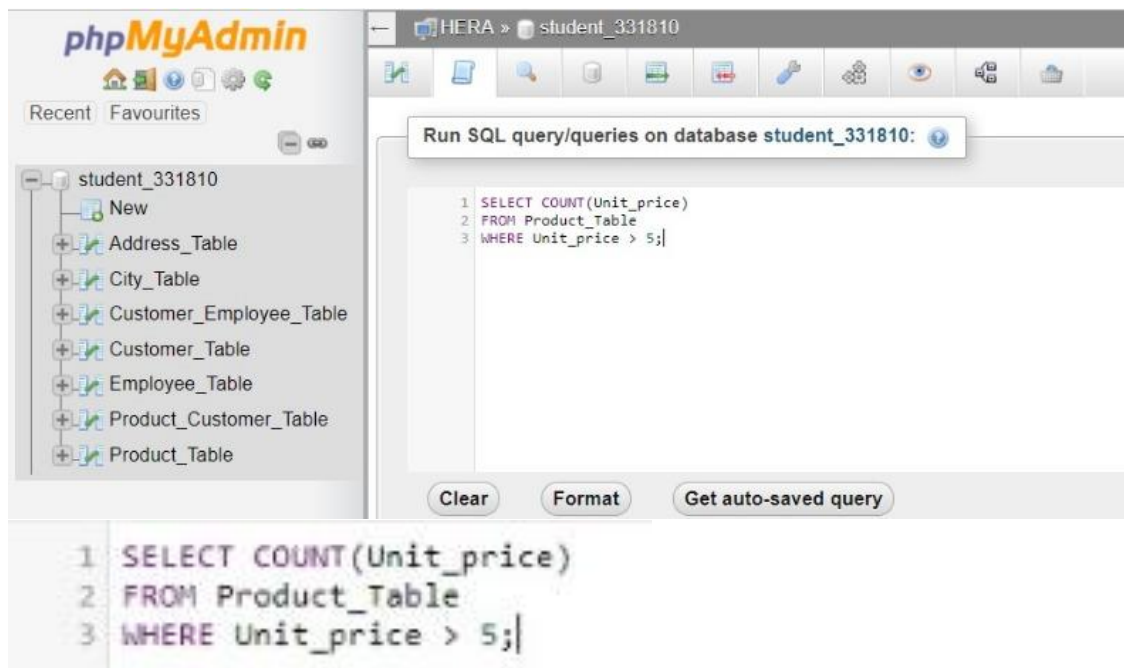 phpMyAdmin
Recent Favourites
student_331810
New
Address_Table
City_Table
Customer_Employee_Table
Customer_Table
Employee_Table
Product_Customer_Table
Product_Table
HERA » student_331810
Run SQL query/queries on database student_331810:
1 SELECT COUNT(Unit_price)
2 FROM Product_Table
3 WHERE Unit_price > 5;
Clear Format Get auto-saved query
1 SELECT COUNT(Unit_price)
2 FROM Product_Table
3 WHERE Unit_price > 5;